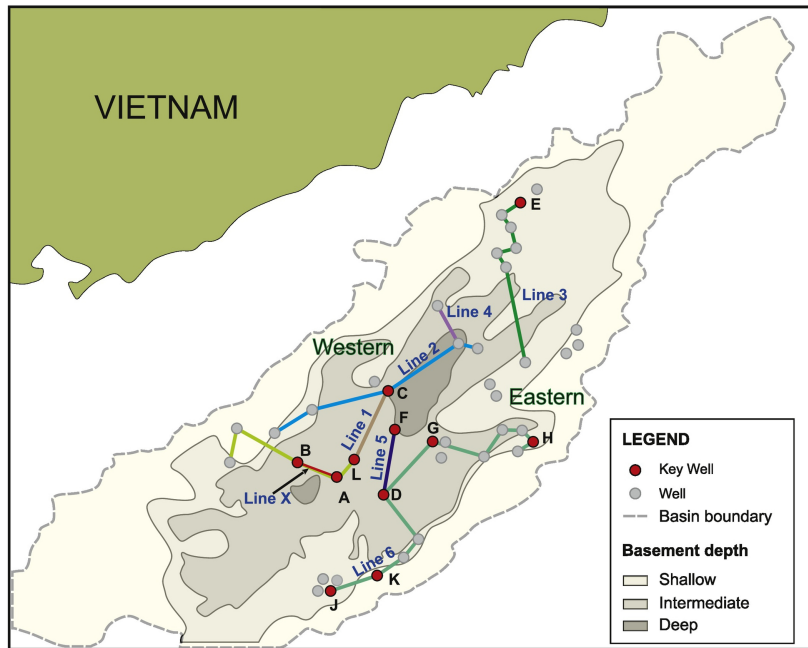 VIETNAM
E
Line 3
Line 4
Western
Line 2
Eastern
C
F
G
H
Line 1
B
L
Line 5
A
Line X
D
Line 6
K
J
LEGEND
Key Well
Well
Basin boundary
Basement depth
Shallow
Intermediate
Deep